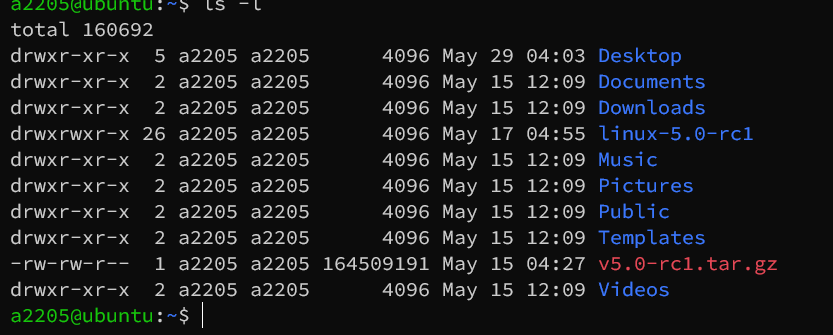 a2205@ubuntu:~$ ls -l
total 160692
drwxr-xr-x  5 a2205 a2205      4096 May 29 04:03 Desktop
drwxr-xr-x  2 a2205 a2205      4096 May 15 12:09 Documents
drwxr-xr-x  2 a2205 a2205      4096 May 15 12:09 Downloads
drwxrwxr-x 26 a2205 a2205      4096 May 17 04:55 linux-5.0-rc1
drwxr-xr-x  2 a2205 a2205      4096 May 15 12:09 Music
drwxr-xr-x  2 a2205 a2205      4096 May 15 12:09 Pictures
drwxr-xr-x  2 a2205 a2205      4096 May 15 12:09 Public
drwxr-xr-x  2 a2205 a2205      4096 May 15 12:09 Templates
-rw-rw-r--  1 a2205 a2205 164509191 May 15 04:27 v5.0-rc1.tar.gz
drwxr-xr-x  2 a2205 a2205      4096 May 15 12:09 Videos
a2205@ubuntu:~$